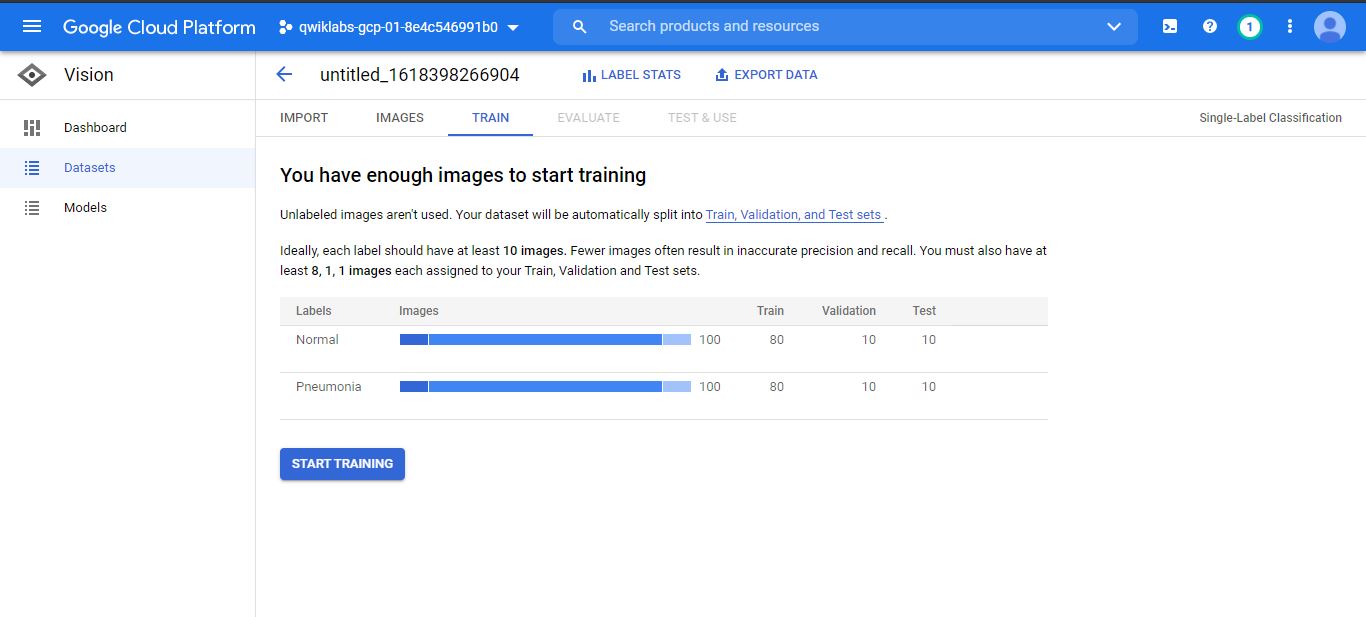 Google Cloud Platform qwiklabs-gcp-01-8e4c546991b0 Search products and resources 1
Vision
untitled_1618398266904 LABEL STATS EXPORT DATA
Dashboard
Datasets
Models
IMPORT IMAGES TRAIN EVALUATE TEST & USE Single-Label Classification
You have enough images to start training
Unlabeled images aren't used. Your dataset will be automatically split into Train, Validation, and Test sets .
Ideally, each label should have at least 10 images. Fewer images often result in inaccurate precision and recall. You must also have at
least 8, 1, 1 images each assigned to your Train, Validation and Test sets.
Labels Images Train Validation Test
Normal 100 80 10 10
Pneumonia 100 80 10 10
START TRAINING